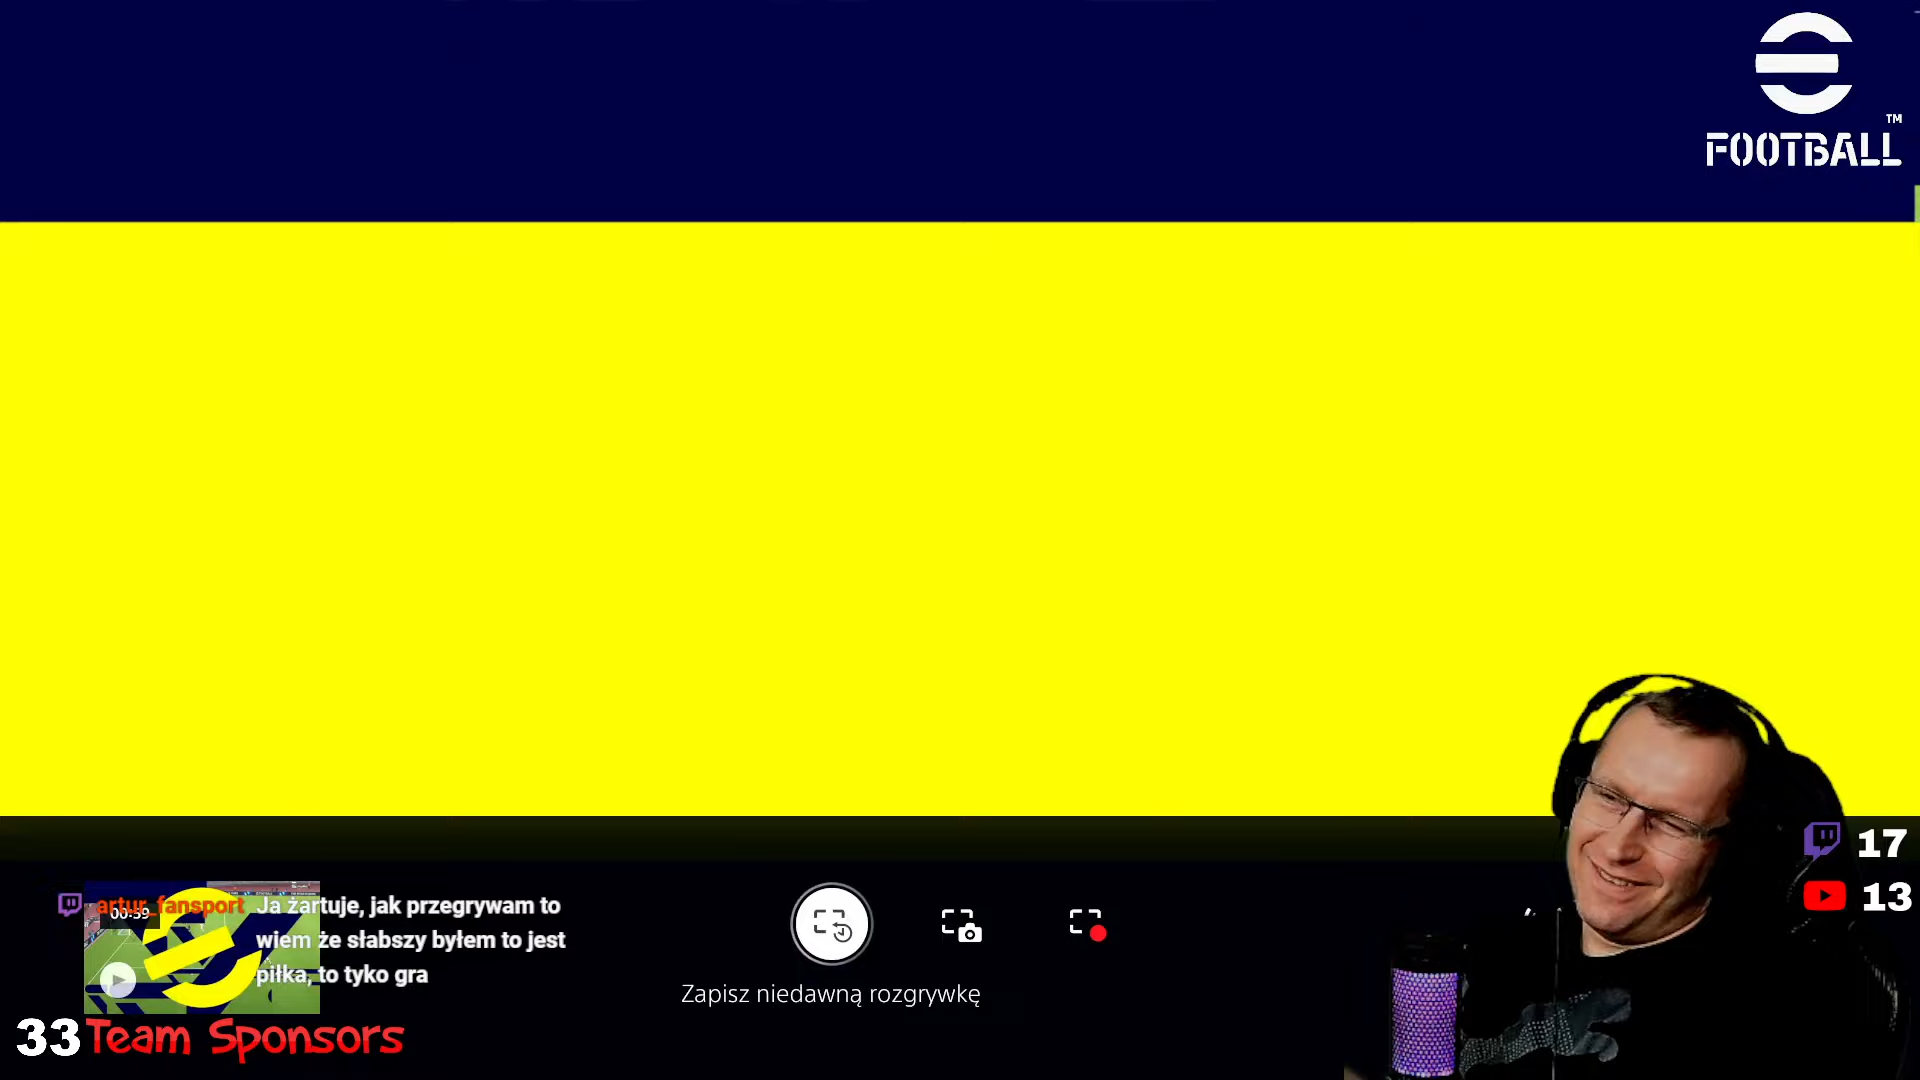 TM
FOOTBALL
17
13
artur_fansport Ja żartuje, jak przegrywam to
wiem że słabszy byłem to jest
piłka, to tyko gra
00:59
Zapisz niedawną rozgrywkę
33 Team Sponsors